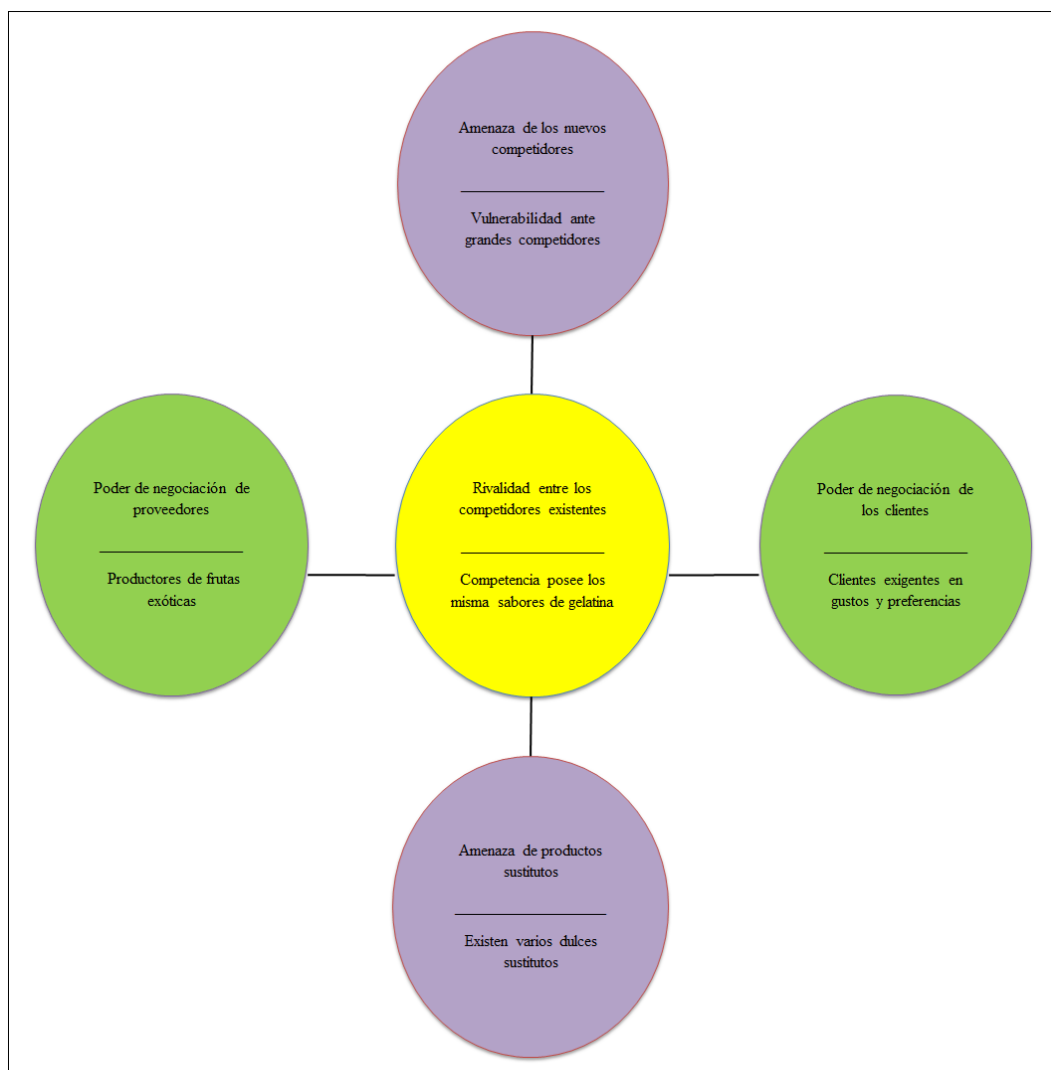 Amenaza de los nuevos
competidores
Vulnerabilidad ante
grandes competidores
Poder de negociación de
proveedores
Productores de frutas
exóticas
Rivalidad entre los
competidores existentes
Competencia posee los
misma sabores de gelatina
Poder de negociación de
los clientes
Clientes exigentes en
gustos y preferencias
Amenaza de productos
sustitutos
Existen varios dulces
sustitutos